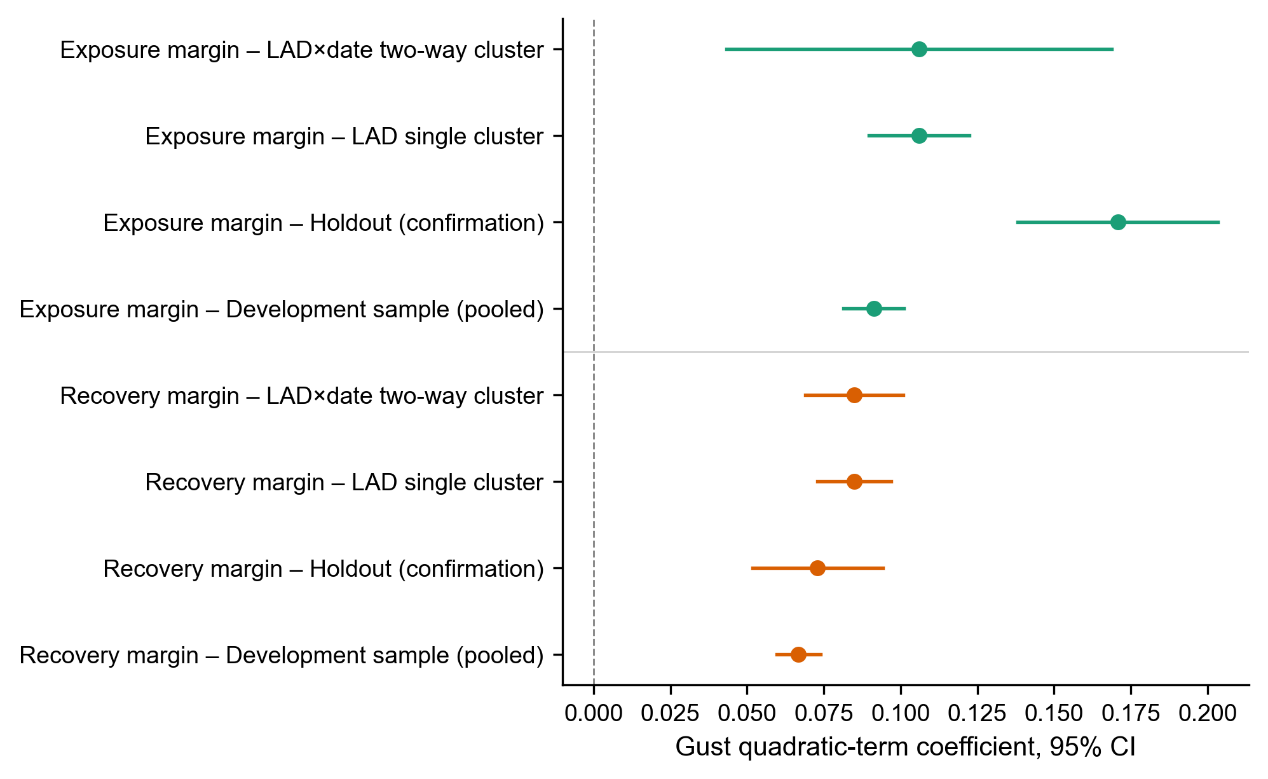 Exposure margin – LAD×date two-way cluster
Exposure margin – LAD single cluster
Exposure margin – Holdout (confirmation)
Exposure margin – Development sample (pooled)
Recovery margin – LAD×date two-way cluster
Recovery margin – LAD single cluster
Recovery margin – Holdout (confirmation)
Recovery margin – Development sample (pooled)
0.000 0.025 0.050 0.075 0.100 0.125 0.150 0.175 0.200
Gust quadratic-term coefficient, 95% CI